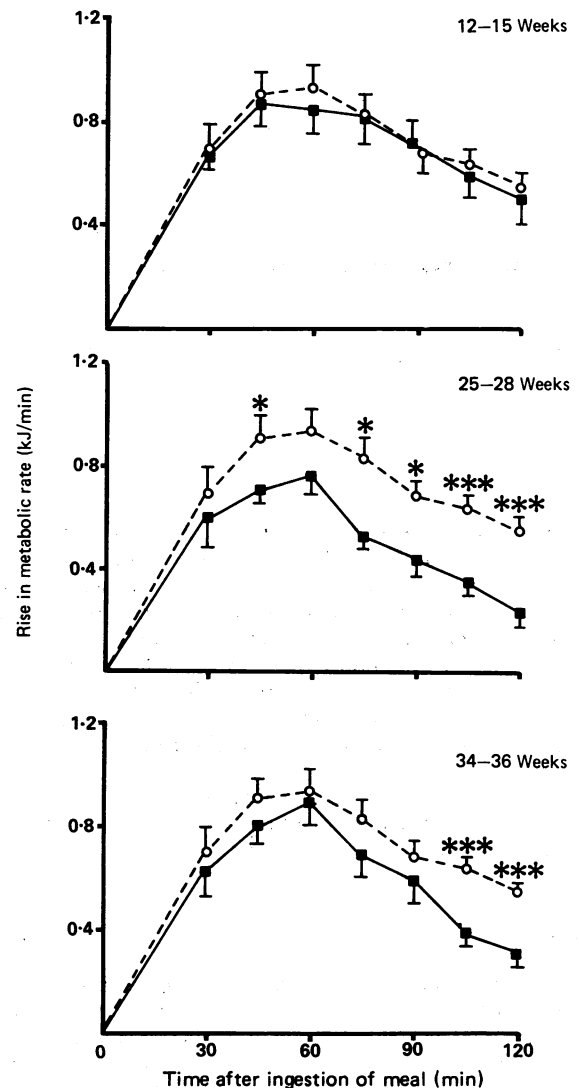 1·2
12–15 Weeks
0·8
0·4
1·2
25–28 Weeks
*
*
*
***
***
0·8
0·4
Rise in metabolic rate (kJ/min)
1·2
34–36 Weeks
0·8
***
***
0·4
0 30 60 90 120
Time after ingestion of meal (min)